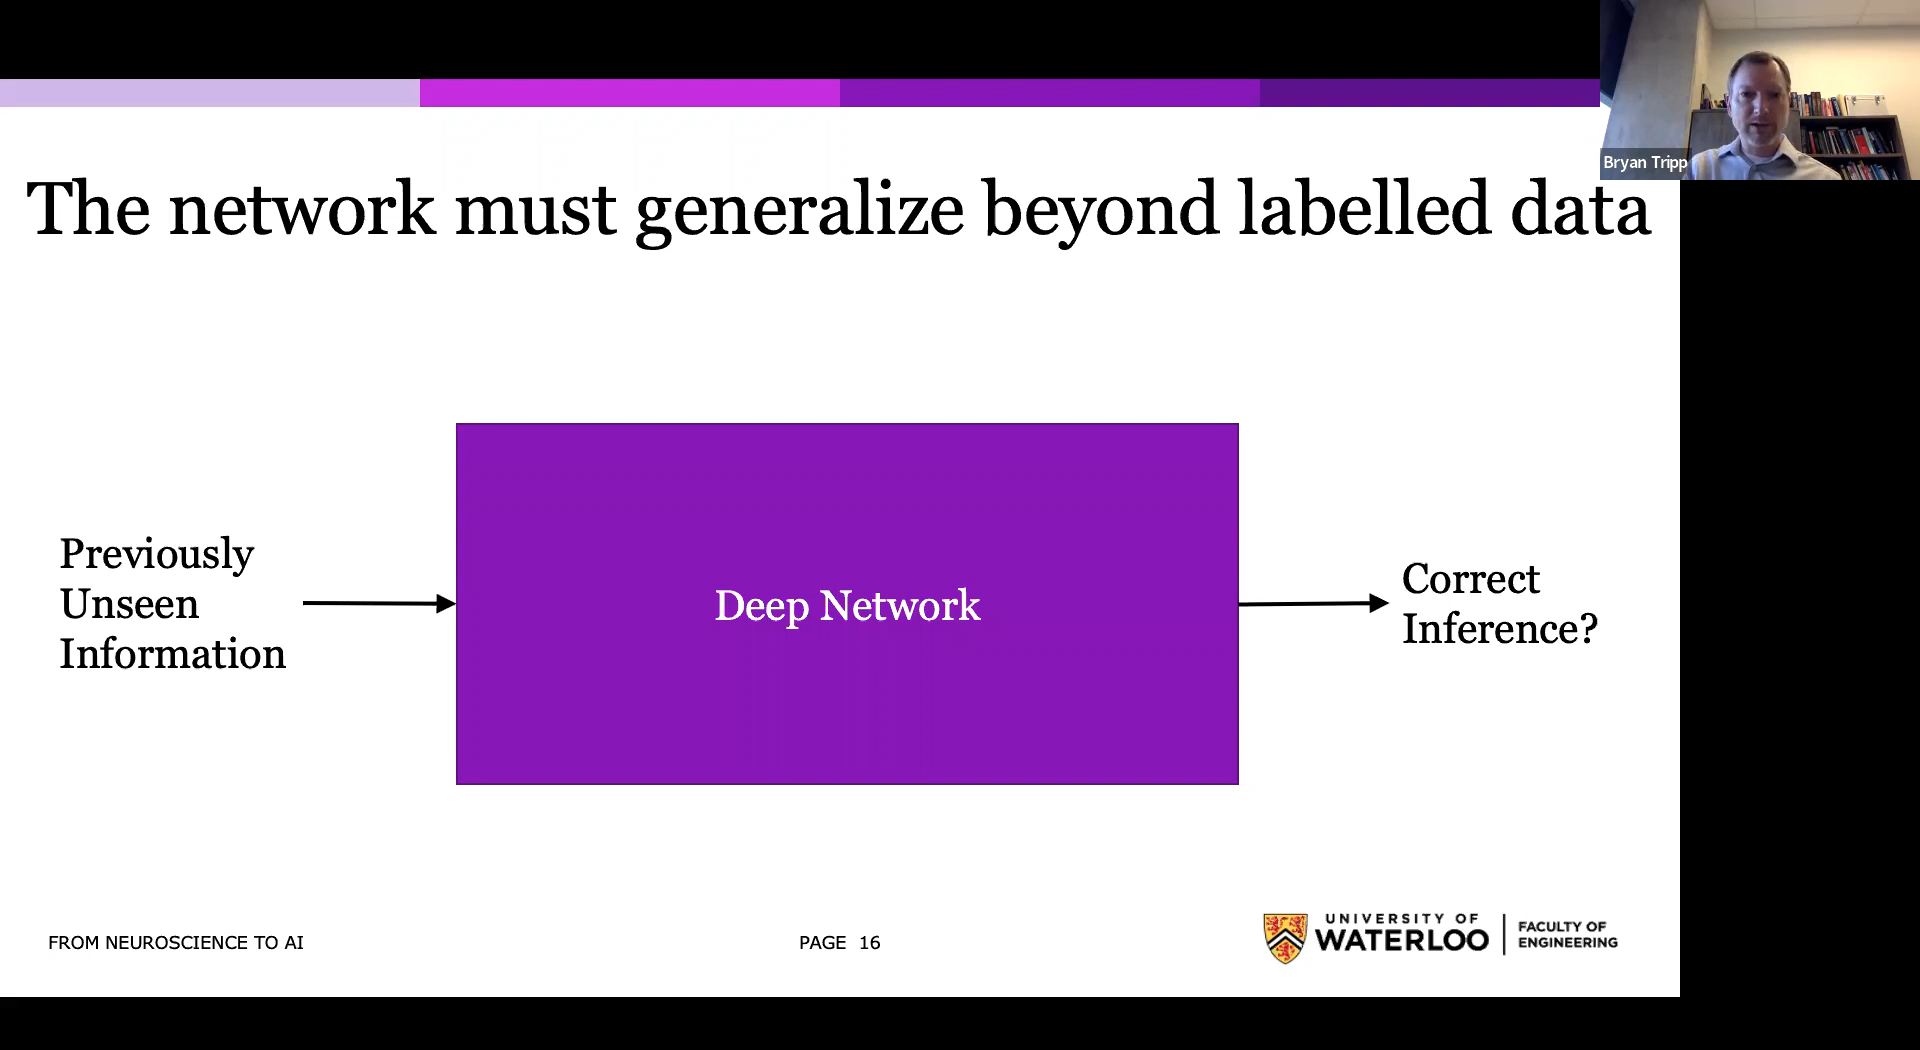 Bryan Tripp
The network must generalize beyond labelled data
Previously
Unseen
Information
Deep Network
Correct
Inference?
FROM NEUROSCIENCE TO AI
PAGE 16
UNIVERSITY OF
WATERLOO
FACULTY OF
ENGINEERING